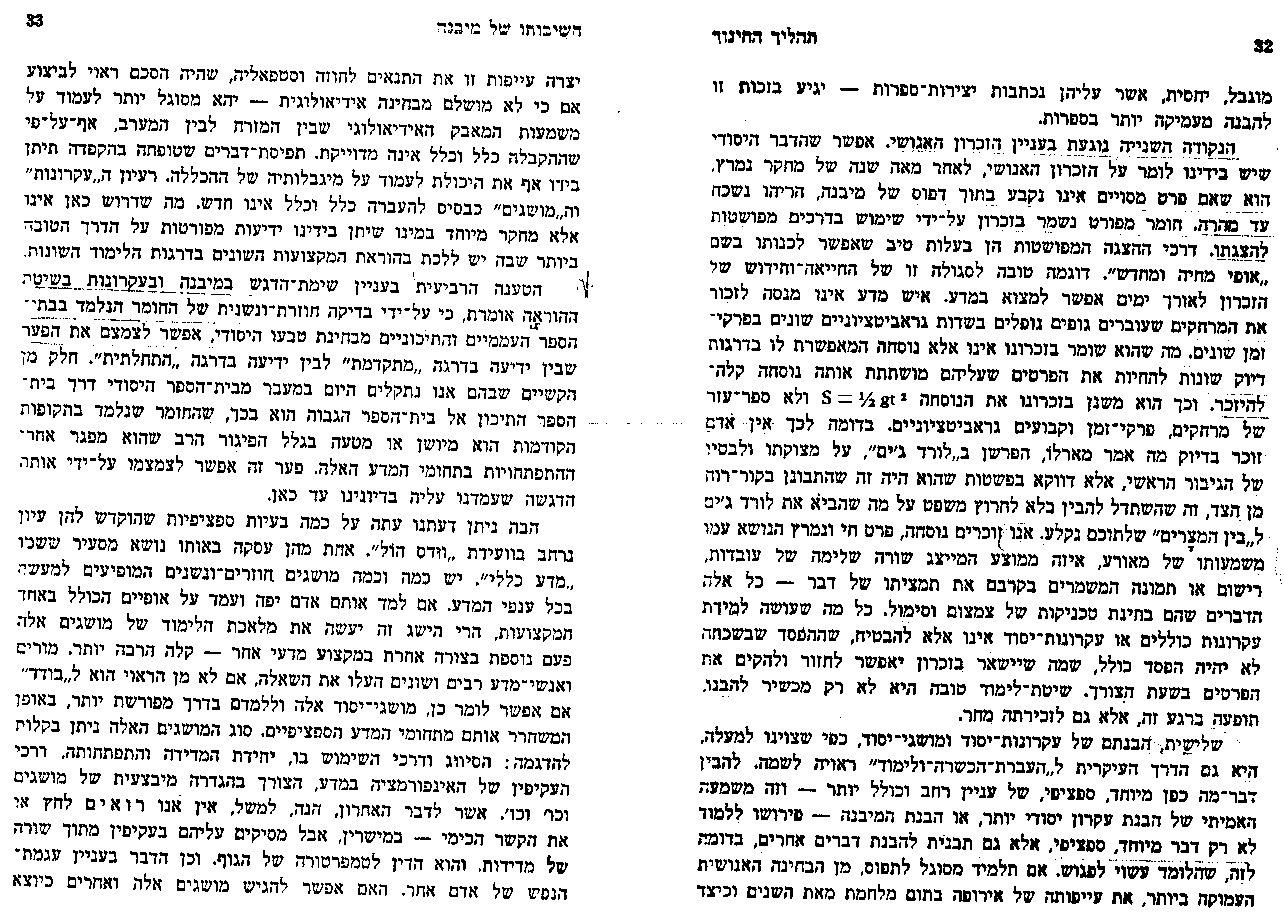 32
תהליך החינוך
מוגבל, יחסית, אשר עליהן נכתבות יצירות־ספרות — יגיע בזכות זו
להבנה מעמיקה יותר בספרות.
הנקודה השנייה נוגעת בעניין הזכרון האנושי. אפשר שהדבר היסודי
שיש בידינו לומר על הזכרון האנושי, לאחר מאה שנה של מחקר נמרץ,
הוא שאם פרט מסויים אינו נקבע בתוך דפוס של מיבנה, הריהו נשכח
עד מהרה. חומר מפורט נשמר בזכרון על־ידי שימוש בדרכים מפושטות
להצגתו. דרכי ההצגה המפושטות הן בעלות טיב שאפשר לכנותו בשם
„אופי מחיה ומחדש”. דוגמה טובה לסגולה זו של החייאה־וחידוש של
הזכרון לאורך ימים אפשר למצוא במדע. איש מדע אינו מנסה לזכור
את המרחקים שעוברים גופים נופלים בשדות גראביטציוניים שונים בפרקי־
זמן שונים. מה שהוא שומר בזכרונו אינו אלא נוסחה המאפשרת לו בדרגות
דיוק שונות להחיות את הפרטים שעליהם מושתתת אותה נוסחה קלה־
להיזכר. וכך הוא משנן בזכרונו את הנוסחה S = ½ gt² ולא ספר־עזר
של מרחקים, פרקי־זמן וקבועים גראביטציוניים. בדומה לכך אין אדם
זוכר בדיוק מה אמר מארלו, הפרשן ב„לורד ג׳ים”, על מצוקתו ולבטיו
של הגיבור הראשי, אלא דווקא בפשטות שהוא היה זה שהתבונן בקור־רוח
מן הצד, זה שהשתדל להבין בלא לחרוץ משפט על מה שהביא את לורד ג׳ים
ל„בין המצרים” שלתוכם נקלע. אנו זוכרים נוסחה, פרט חי ונמרץ הנושא עמו
משמעותו של מאורע, איזה ממוצע המייצג שורה שלימה של עובדות,
רישום או תמונה המשמרים בקרבם את תמציתו של דבר — כל אלה
הדברים שהם בחינת טכניקות של צמצום וסימול. כל מה שעושה למידת
עקרונות כוללים או עקרונות־יסוד אינו אלא להבטיח, שההפסד שבשכחה
לא יהיה הפסד כולל, שמה שיישאר בזכרון יאפשר לחזור ולהקים את
הפרטים בשעת הצורך. שיטת־לימוד טובה היא לא רק מכשיר להבנת
תופעה ברגע זה, אלא גם לזכירתה מחר.
שלישית, הבנתם של עקרונות־יסוד ומושגי־יסוד, כפי שצוינו למעלה,
היא גם הדרך העיקרית ל„העברת־הכשרה־ולימוד” ראויה לשמה. להבין
דבר־מה כפן מיוחד, ספציפי, של עניין רחב וכולל יותר — וזה משמעה
האמיתי של הבנת עקרון יסודי יותר, או הבנת המיבנה — פירושו ללמוד
לא רק דבר מיוחד, ספציפי, אלא גם תבנית להבנת דברים אחרים, בדומה
לזה, שהלומד עשוי לפגוש. אם תלמיד מסוגל לתפוס, מן הבחינה האנושית
העמוקה ביותר, את עייפותה של אירופה בתום מלחמת מאת השנים וכיצד
33
חשיבותו של מיבנה
יצרה עייפות זו את התנאים לחוזה וסטפאליה, שהיה הסכם ראוי לביצוע
אם כי לא מושלם מבחינה אידיאולוגית — יהא מסוגל יותר לעמוד על
משמעות המאבק האידיאולוגי שבין המזרח לבין המערב, אף־על־פי
שההקבלה כלל וכלל אינה מדוייקת. תפיסת־דברים שטופחה בהקפדה תיתן
בידו אף את היכולת לעמוד על מיגבלותיה של ההכללה. רעיון ה„עקרונות”
וה„מושגים” כבסיס להעברה כלל וכלל אינו חדש. מה שדרוש כאן אינו
אלא מחקר מיוחד במינו שיתן בידינו ידיעות מפורטות על הדרך הטובה
ביותר שבה יש ללכת בהוראת המקצועות השונים בדרגות הלימוד השונות.
הטענה הרביעית בעניין שימת־הדגש במיבנה ובעקרונות בשיטת
ההוראה אומרת, כי על־ידי בדיקה חוזרת־ונשנית של החומר הנלמד בבתי־
הספר העממיים והתיכוניים מבחינת טבעו היסודי, אפשר לצמצם את הפער
שבין ידיעה בדרגה „מתקדמת” לבין ידיעה בדרגה „התחלתית”. חלק מן
הקשיים שבהם אנו נתקלים היום במעבר מבית־הספר היסודי דרך בית־
הספר התיכון אל בית־הספר הגבוה הוא בכך, שהחומר שנלמד בתקופות
הקודמות הוא מיושן או מטעה בגלל הפיגור הרב שהוא מפגר אחר־
ההתפתחויות בתחומי המדע האלה. פער זה אפשר לצמצמו על־ידי אותה
הדגשה שעמדנו עליה בדיוננו עד כאן.
הבה ניתן דעתנו עתה על כמה בעיות ספציפיות שהוקדש להן עיון
נרחב בוועידת „וודס הול”. אחת מהן עסקה באותו נושא מסעיר ששמו
„מדע כללי”. יש כמה וכמה מושגים חוזרים־ונשנים המופיעים למעשה
בכל ענפי המדע. אם למד אותם אדם יפה ועמד על אופיים הכולל באחד
המקצועות, הרי הישג זה יעשה את מלאכת הלימוד של מושגים אלה
פעם נוספת בצורה אחרת במקצוע מדעי אחר — קלה הרבה יותר. מורים
ואנשי־מדע רבים ושונים העלו את השאלה, אם לא מן הראוי הוא ל„בודד”
אם אפשר לומר כן, מושגי־יסוד אלה וללמדם בדרך מפורשת יותר, באופן
המשחרר אותם מתחומי המדע הספציפיים. סוג המושגים האלה ניתן בקלות
להדגמה: הסיווג ודרכי השימוש בו, יחידת המדידה והתפתחותה, דרכי
העקיפין של האינפורמציה במדע, הצורך בהגדרה מיבצעית של מושגים
וכר׳ וכו׳. אשר לדבר האחרון, הנה, למשל, אין אנו רואים לחץ או
את הקשר הכימי — במישרין, אבל מסיקים עליהם בעקיפין מתוך שורה
של מדידות. והוא הדין לטמפרטורה של הגוף. וכן הדבר בעניין עגמת־
הנפש של אדם אחר. האם אפשר להגיש מושגים אלה ואחרים כיוצא